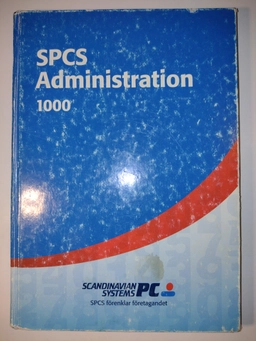 SPCS
Administration
1000
SCANDINAVIAN
SYSTEMS PC
SPCS förenklar företagandet